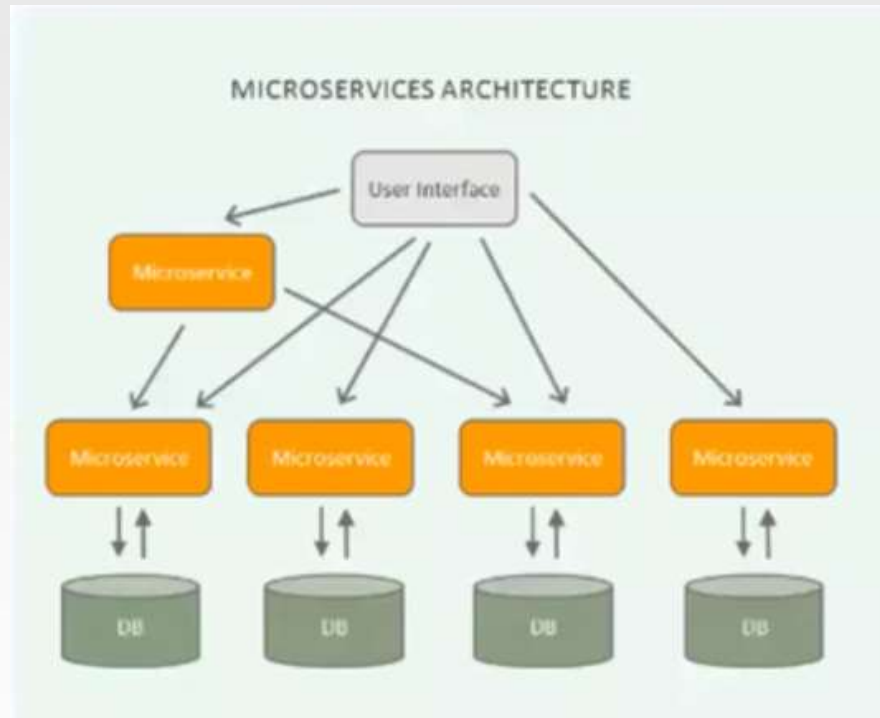 MICROSERVICES ARCHITECTURE
User Interface
Microservice
Microservice
Microservice
Microservice
Microservice
DB
DB
DB
DB